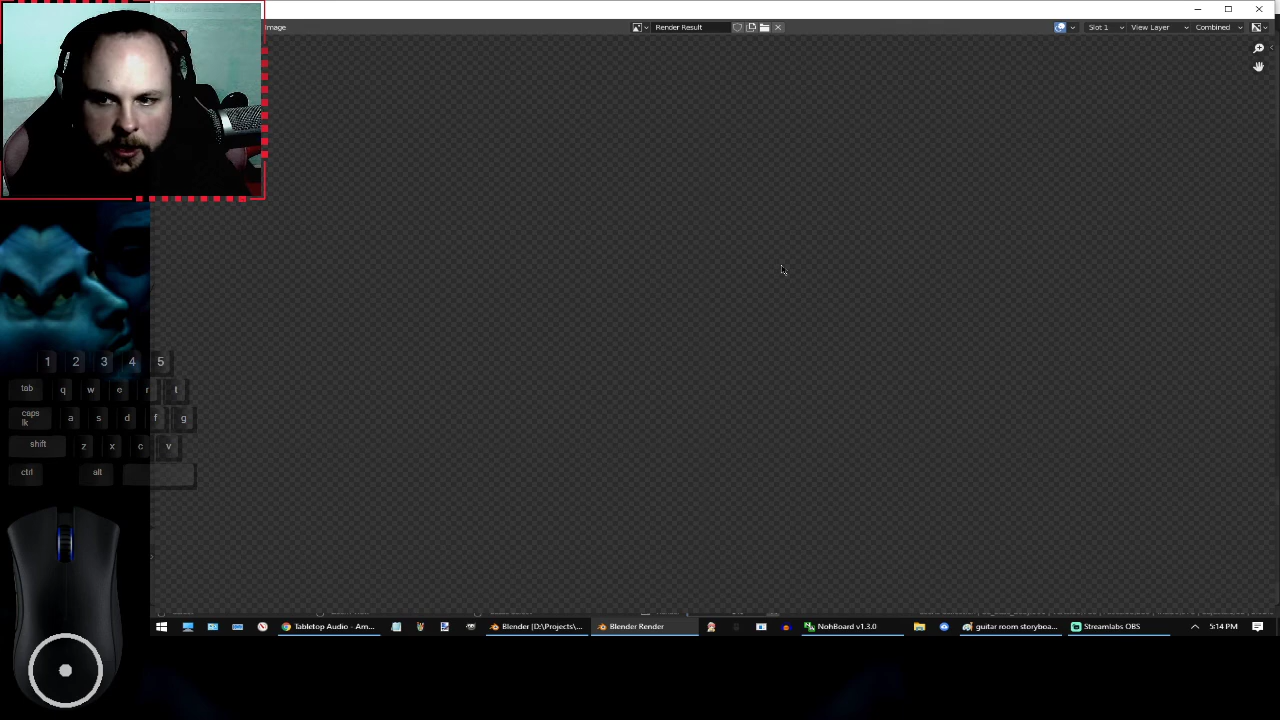 Image
Render Result
Slot 1
View Layer
Combined
1 2 3 4 5
tab q w e r t
caps
lk
a s d f g
shift z x c v
ctrl alt
Tabletop Audio - Am...
Blender [D:\Projects\...
Blender Render
NohBoard v1.3.0
guitar room storyboa...
Streamlabs OBS
5:14 PM